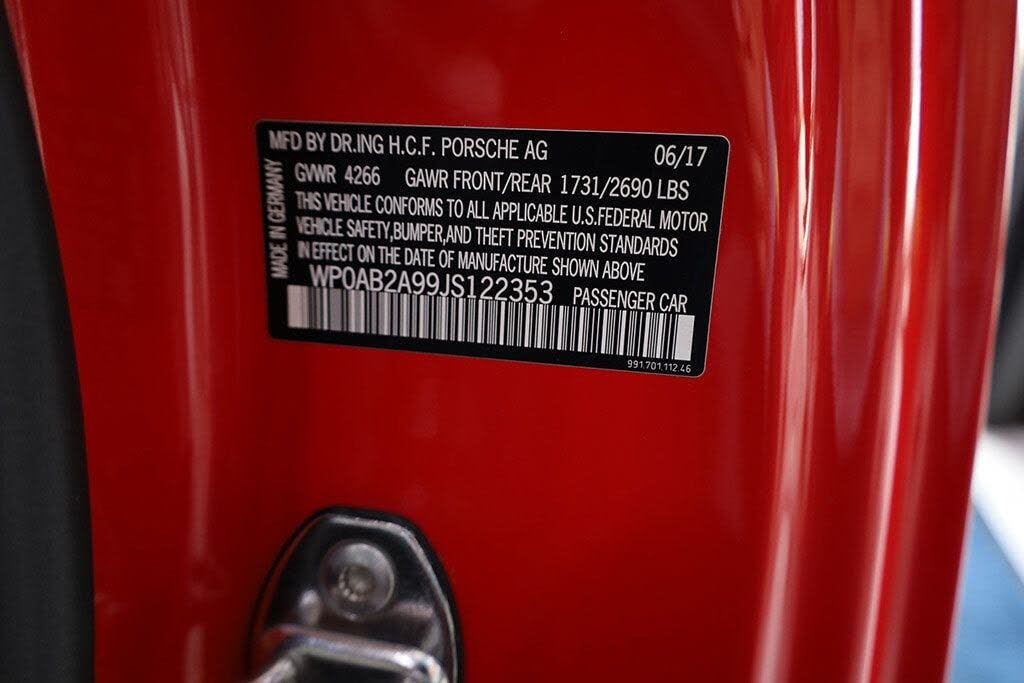 MFD BY DR.ING H.C.F. PORSCHE AG 06/17
MADE IN GERMANY
GVWR 4266 GAWR FRONT/REAR 1731/2690 LBS
THIS VEHICLE CONFORMS TO ALL APPLICABLE U.S.FEDERAL MOTOR
VEHICLE SAFETY,BUMPER,AND THEFT PREVENTION STANDARDS
IN EFFECT ON THE DATE OF MANUFACTURE SHOWN ABOVE
WP0AB2A99JS122353 PASSENGER CAR
991.701.112.46